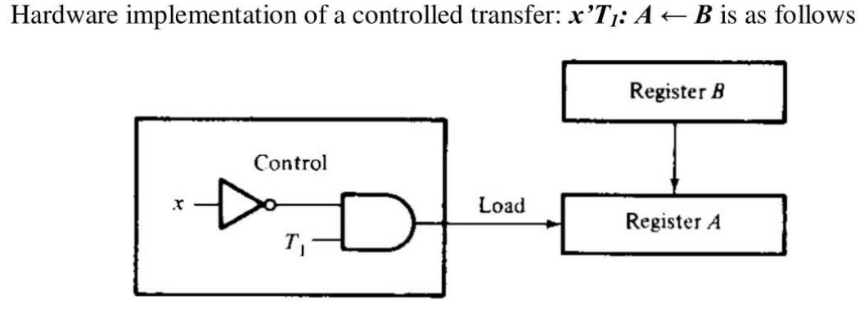 Hardware implementation of a controlled transfer: x’T₁: A ← B is as follows
Register B
Control
x
Load
Register A
T₁